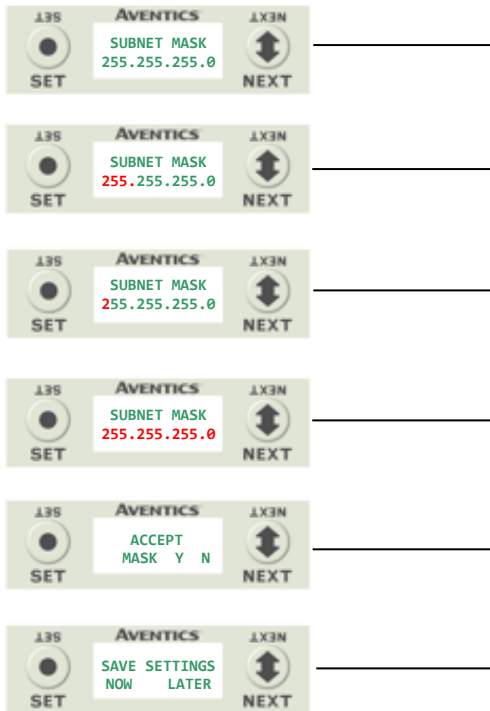 SET AVENTICS NEXT
SUBNET MASK
255.255.255.0
SET NEXT
SET AVENTICS NEXT
SUBNET MASK
255.255.255.0
SET NEXT
SET AVENTICS NEXT
SUBNET MASK
255.255.255.0
SET NEXT
SET AVENTICS NEXT
SUBNET MASK
255.255.255.0
SET NEXT
SET AVENTICS NEXT
ACCEPT
MASK Y N
SET NEXT
SET AVENTICS NEXT
SAVE SETTINGS
NOW LATER
SET NEXT